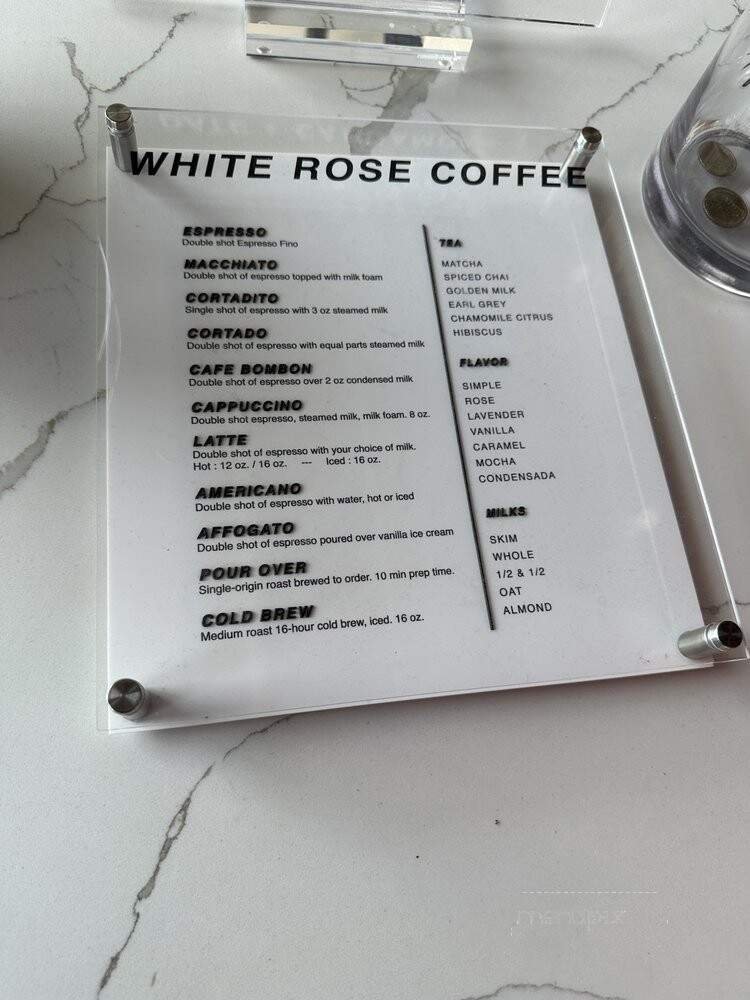 WHITE ROSE COFFEE
ESPRESSO
Double shot Espresso Fino
MACCHIATO
Double shot of espresso topped with milk foam
CORTADITO
Single shot of espresso with 3 oz steamed milk
CORTADO
Double shot of espresso with equal parts steamed milk
CAFE BOMBON
Double shot of espresso over 2 oz condensed milk
CAPPUCCINO
Double shot of espresso, steamed milk, milk foam. 8 oz.
LATTE
Double shot of espresso with your choice of milk.
Hot : 12 oz. / 16 oz. --- Iced : 16 oz.
AMERICANO
Double shot of espresso with water, hot or iced
AFFOGATO
Double shot of espresso poured over vanilla ice cream
POUR OVER
Single-origin roast brewed to order. 10 min prep time.
COLD BREW
Medium roast 16-hour cold brew, iced. 16 oz.
TEA
MATCHA
SPICED CHAI
GOLDEN MILK
EARL GREY
CHAMOMILE CITRUS
HIBISCUS
FLAVOR
SIMPLE
ROSE
LAVENDER
VANILLA
CARAMEL
MOCHA
CONDENSADA
MILKS
SKIM
WHOLE
1/2 & 1/2
OAT
ALMOND